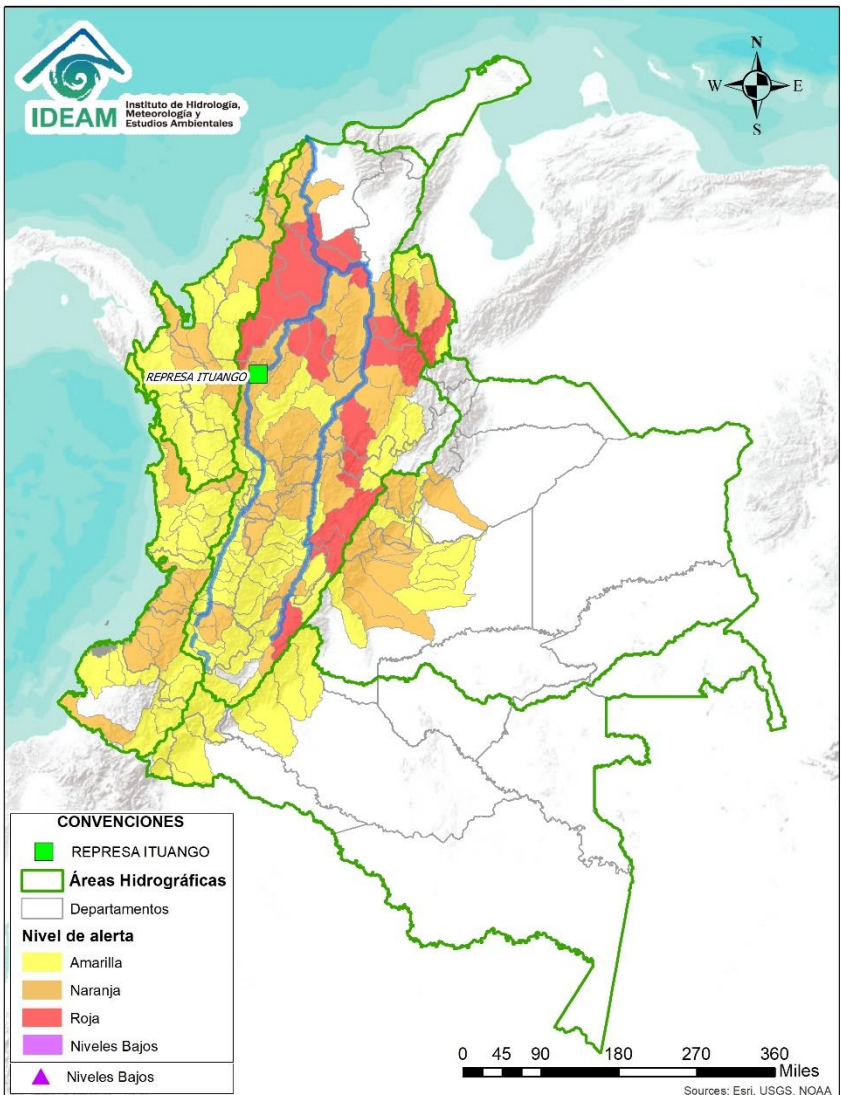 IDEAM
Instituto de Hidrología,
Meteorología y
Estudios Ambientales
N
W E
S
REPRESA ITUANGO
CONVENCIONES
REPRESA ITUANGO
Áreas Hidrográficas
Departamentos
Nivel de alerta
Amarilla
Naranja
Roja
Niveles Bajos
Niveles Bajos
0 45 90 180 270 360
Miles
Sources: Esri, USGS, NOAA